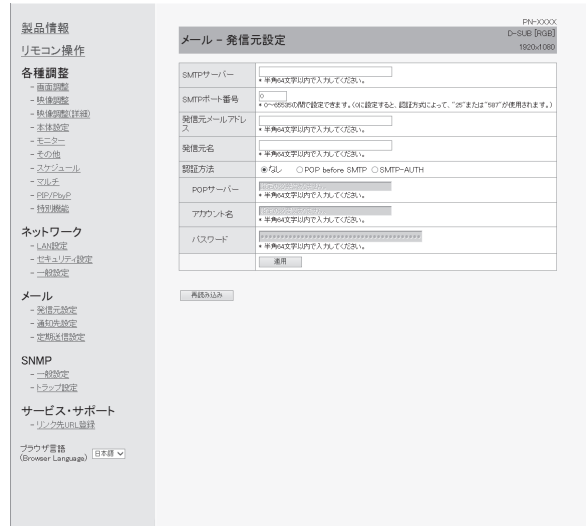 製品情報
リモコン操作
各種調整
- 画面調整
- 映像調整
- 映像調整(詳細)
- 本体設定
- モニター
- その他
- スケジュール
- マルチ
- PIP/PbyP
- 特別機能
ネットワーク
- LAN設定
- セキュリティ設定
- 一般設定
メール
- 発信元設定
- 通知先設定
- 定期送信設定
SNMP
- 一般設定
- トラップ設定
サービス・サポート
- リンク先URL登録
ブラウザ言語
(Browser Language) 日本語
PN-XXXX
メール - 発信元設定
D-SUB [RGB]
1920x1080
SMTPサーバー
* 半角64文字以内で入力してください。
SMTPポート番号
0
* 0～65535の間で設定できます。(0に設定すると、認証方式によって、"25"または"587"が使用されます。)
発信元メールアドレ
ス
* 半角64文字以内で入力してください。
発信元名
* 半角64文字以内で入力してください。
認証方法
なし POP before SMTP SMTP-AUTH
POPサーバー
* 半角64文字以内で入力してください。
アカウント名
* 半角64文字以内で入力してください。
パスワード
* 半角64文字以内で入力してください。
適用
再読み込み